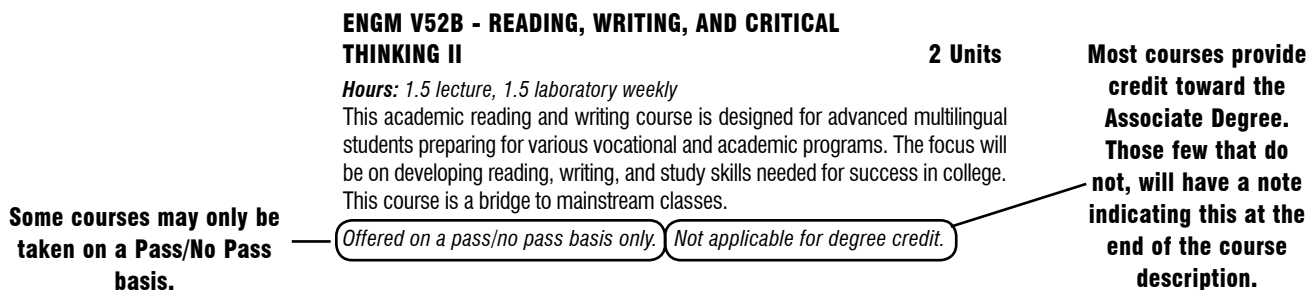 ENGM V52B - READING, WRITING, AND CRITICAL
THINKING II 2 Units
Hours: 1.5 lecture, 1.5 laboratory weekly
This academic reading and writing course is designed for advanced multilingual
students preparing for various vocational and academic programs. The focus will
be on developing reading, writing, and study skills needed for success in college.
This course is a bridge to mainstream classes.
Offered on a pass/no pass basis only. Not applicable for degree credit.
Some courses may only be
taken on a Pass/No Pass
basis.
Most courses provide
credit toward the
Associate Degree.
Those few that do
not, will have a note
indicating this at the
end of the course
description.